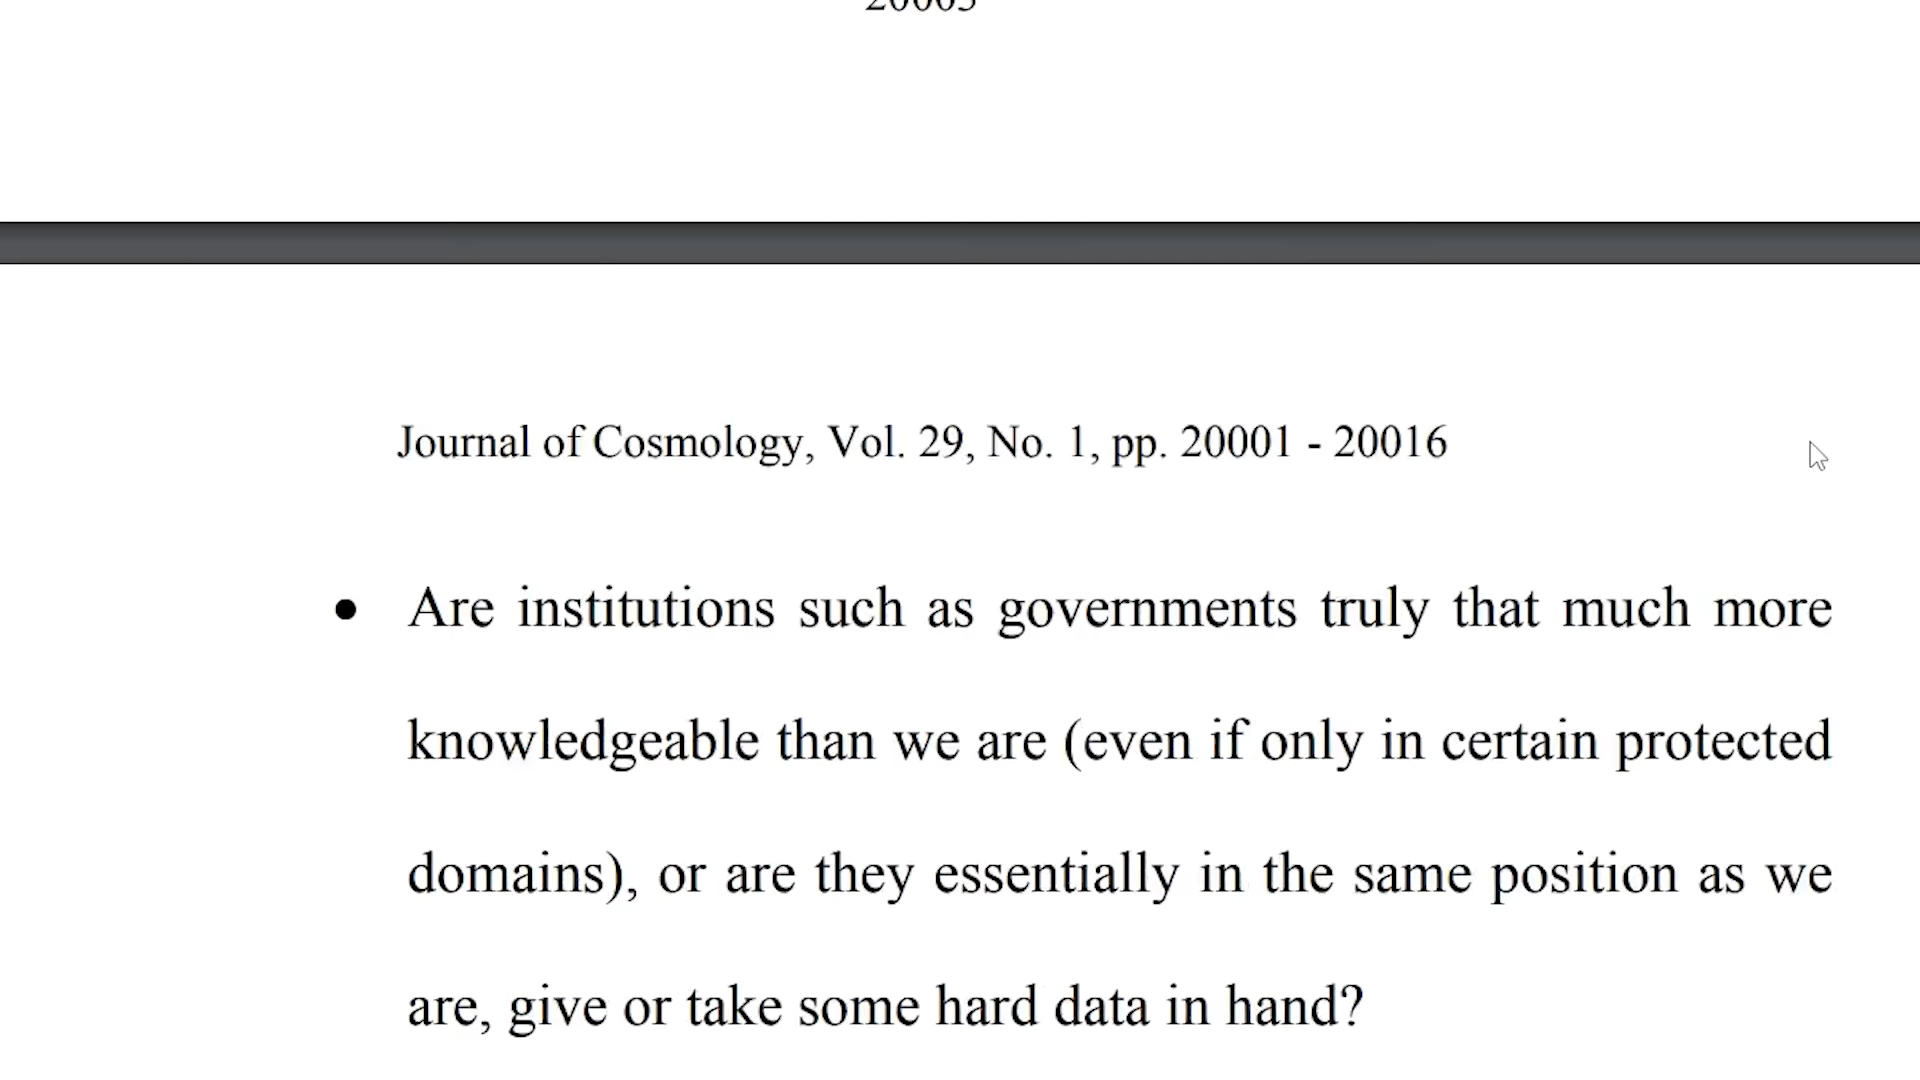 20003
Journal of Cosmology, Vol. 29, No. 1, pp. 20001 - 20016
• Are institutions such as governments truly that much more
knowledgeable than we are (even if only in certain protected
domains), or are they essentially in the same position as we
are, give or take some hard data in hand?